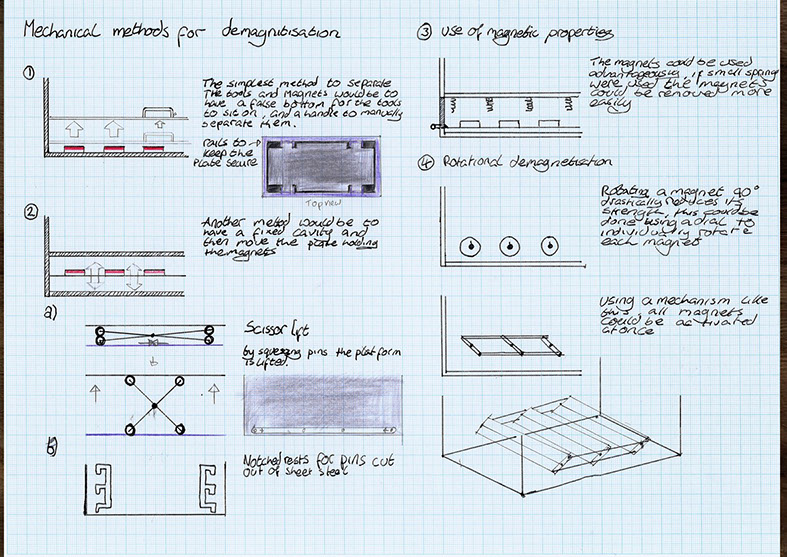 Mechanical methods for demagnitisation
①
The simplest method to separate
The tools and Magnets would be to
have a false bottom for the tools
to sit on, and a handle to manually
separate them.
Rails to
keep the
Plate secure
Top view
②
Another metod would be to
have a fixed cavity and
then move the plate holding
the magnets
a)
Scissor lift
by squeezing pins the platform
is lifted.
b)
Notched rests for pins cut
out of sheet steel
③ Use of magnetic properties
The magnets could be used
advantageously, if small spring
were used the magnets
could be removed more
easily
④ Rotational demagnetisation
Rotating a magnet 90°
drastically reduces its
strength, this could be
done using a dial to
individually rotate
each magnet
Using a mechanism like
this all magnets
could be activated
at once